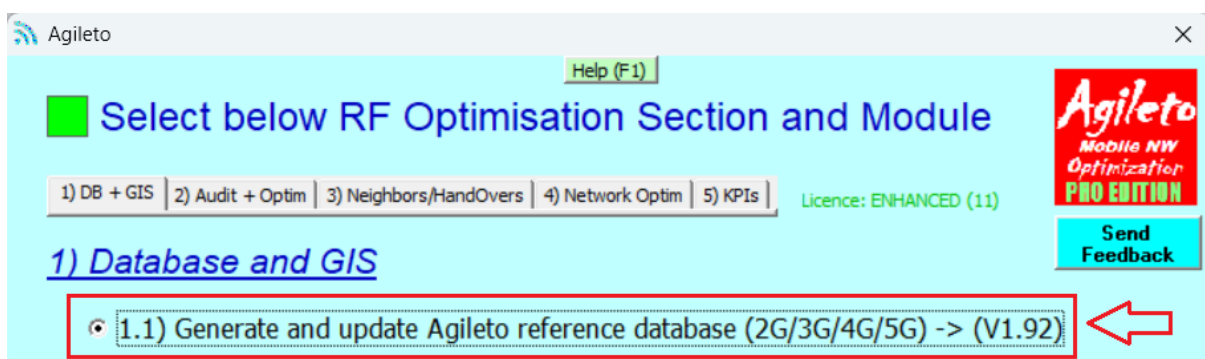 Agileto
Help (F1)
Select below RF Optimisation Section and Module
Agileto
Mobile NW
Optimization
PRO EDITION
1) DB + GIS 2) Audit + Optim 3) Neighbors/HandOvers 4) Network Optim 5) KPIs Licence: ENHANCED (11)
Send
Feedback
1) Database and GIS
1.1) Generate and update Agileto reference database (2G/3G/4G/5G) -> (V1.92)